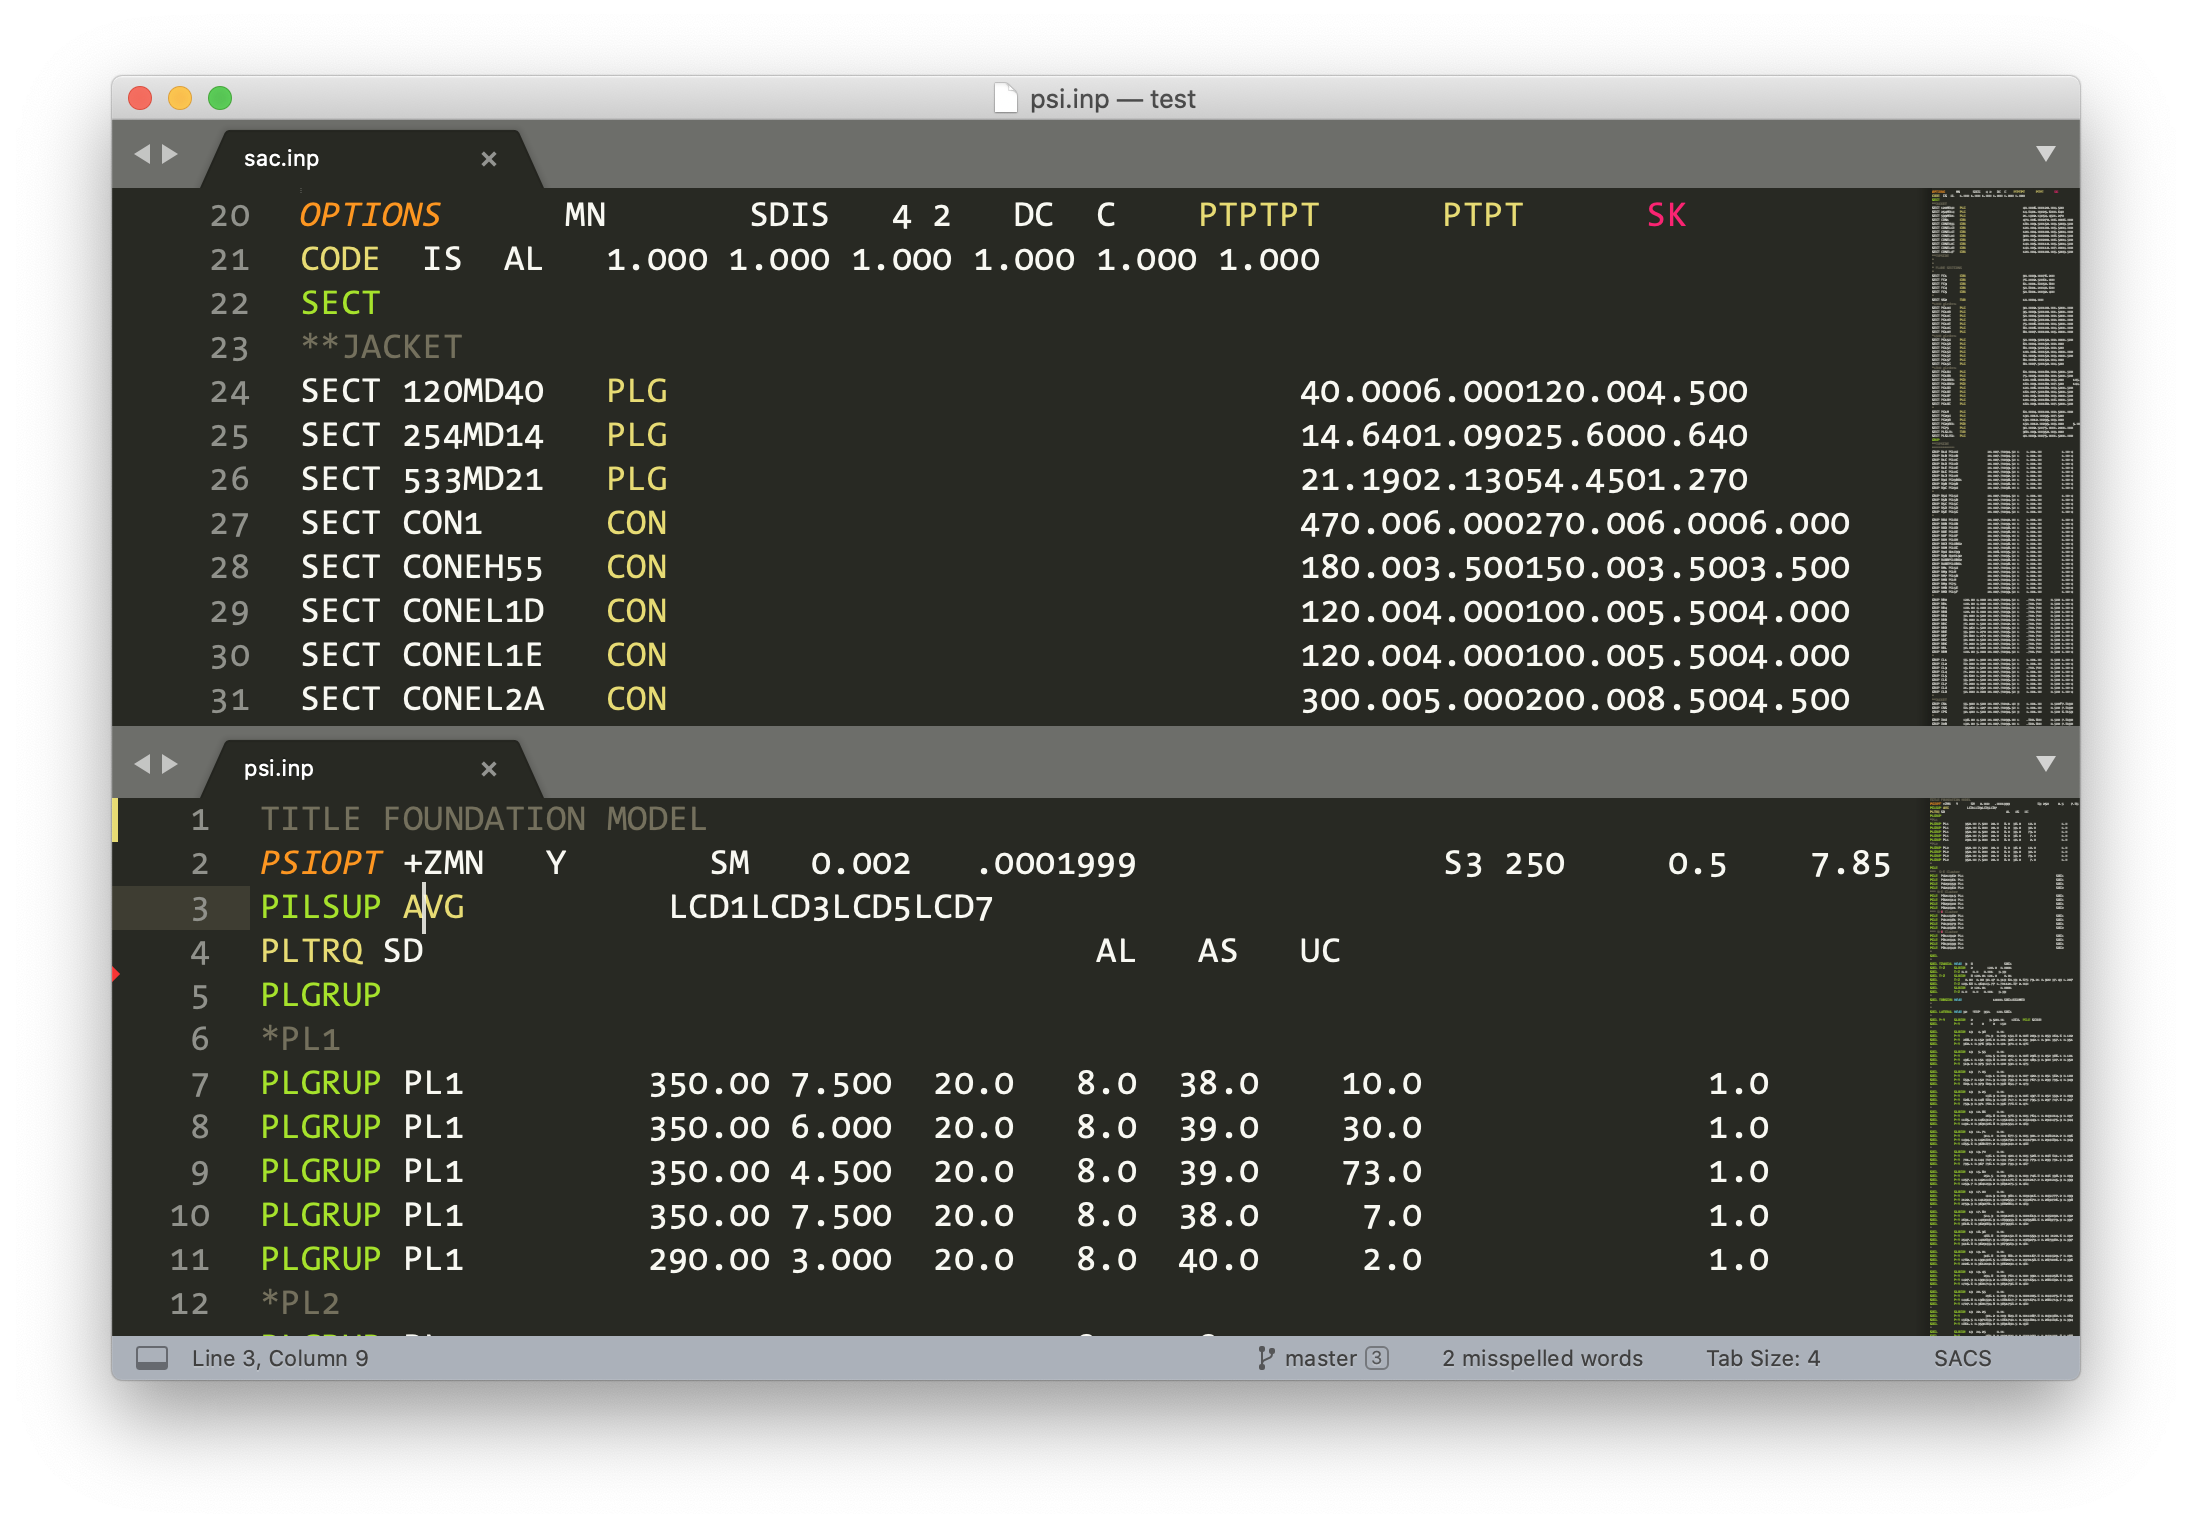 psi.inp — test
sac.inp ×
20 OPTIONS MN SDIS 4 2 DC C PTPTPT PTPT SK
21 CODE IS AL 1.000 1.000 1.000 1.000 1.000 1.000
22 SECT
23 **JACKET
24 SECT 120MD40 PLG 40.0006.000120.004.500
25 SECT 254MD14 PLG 14.6401.09025.6000.640
26 SECT 533MD21 PLG 21.1902.13054.4501.270
27 SECT CON1 CON 470.006.000270.006.0006.000
28 SECT CONEH55 CON 180.003.500150.003.5003.500
29 SECT CONEL1D CON 120.004.000100.005.5004.000
30 SECT CONEL1E CON 120.004.000100.005.5004.000
31 SECT CONEL2A CON 300.005.000200.008.5004.500
psi.inp ×
1 TITLE FOUNDATION MODEL
2 PSIOPT +ZMN Y SM 0.002 .0001999 S3 250 0.5 7.85
3 PILSUP AVG LCD1LCD3LCD5LCD7
4 PLTRQ SD AL AS UC
5 PLGRUP
6 *PL1
7 PLGRUP PL1 350.00 7.500 20.0 8.0 38.0 10.0 1.0
8 PLGRUP PL1 350.00 6.000 20.0 8.0 39.0 30.0 1.0
9 PLGRUP PL1 350.00 4.500 20.0 8.0 39.0 73.0 1.0
10 PLGRUP PL1 350.00 7.500 20.0 8.0 38.0 7.0 1.0
11 PLGRUP PL1 290.00 3.000 20.0 8.0 40.0 2.0 1.0
12 *PL2
Line 3, Column 9 master 3 2 misspelled words Tab Size: 4 SACS